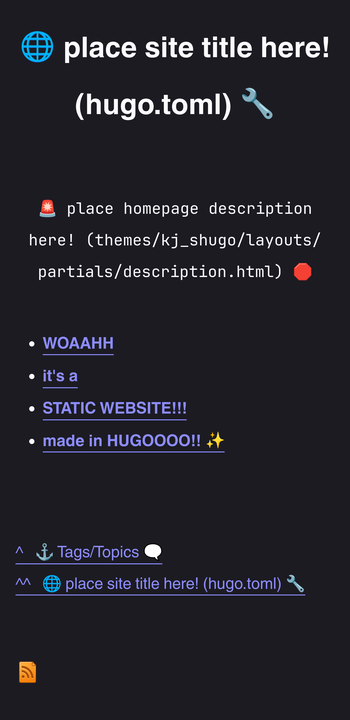 🌐 place site title here!
(hugo.toml) 🔧
🚨 place homepage description
here! (themes/kj_shugo/layouts/
partials/description.html) 🛑
• WOAAHH
• it's a
• STATIC WEBSITE!!!
• made in HUGOOOO!! ✨
^ ⚓ Tags/Topics 🗨️
^^ 🌐 place site title here! (hugo.toml) 🔧